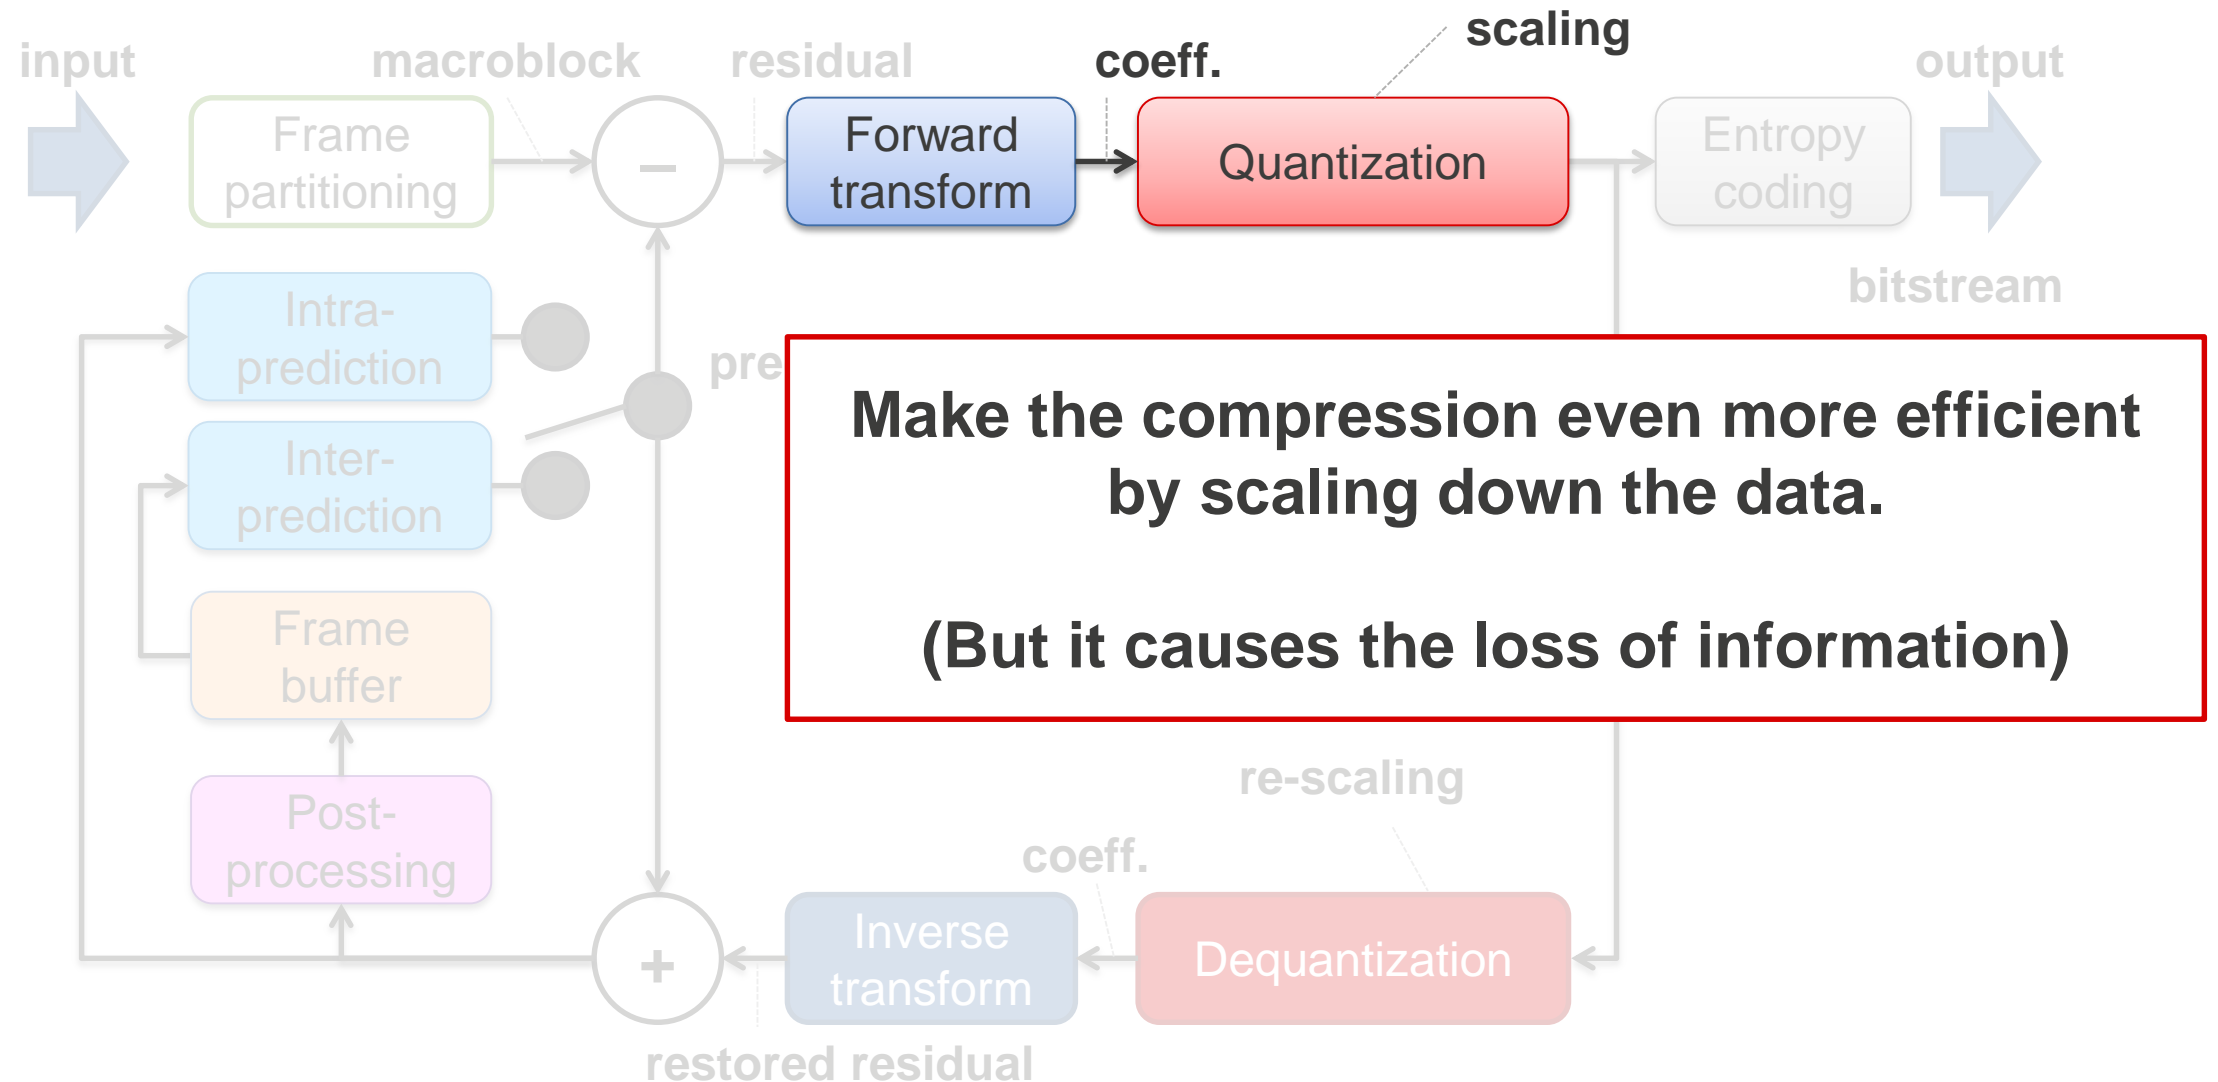 scaling
input
macroblock
residual
coeff.
output
Frame
partitioning
−
Forward
transform
Quantization
Entropy
coding
bitstream
Intra-
prediction
pre
Make the compression even more efficient
by scaling down the data.
(But it causes the loss of information)
Inter-
prediction
Frame
buffer
re-scaling
Post-
processing
coeff.
+
Inverse
transform
Dequantization
restored residual